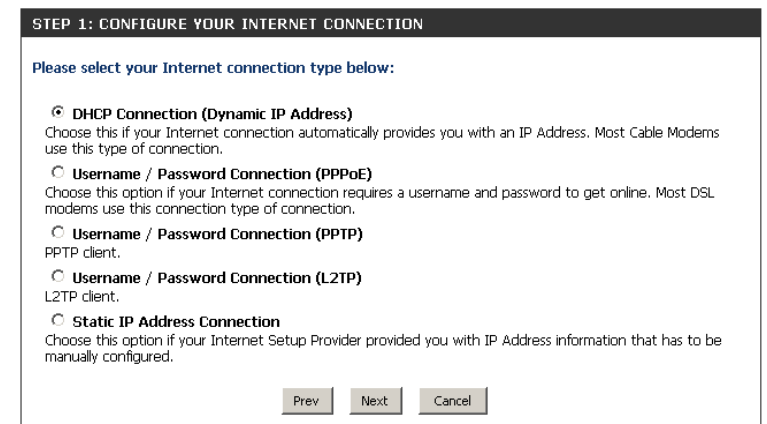 STEP 1: CONFIGURE YOUR INTERNET CONNECTION
Please select your Internet connection type below:
DHCP Connection (Dynamic IP Address)
Choose this if your Internet connection automatically provides you with an IP Address. Most Cable Modems
use this type of connection.
Username / Password Connection (PPPoE)
Choose this option if your Internet connection requires a username and password to get online. Most DSL
modems use this connection type of connection.
Username / Password Connection (PPTP)
PPTP client.
Username / Password Connection (L2TP)
L2TP client.
Static IP Address Connection
Choose this option if your Internet Setup Provider provided you with IP Address information that has to be
manually configured.
Prev Next Cancel